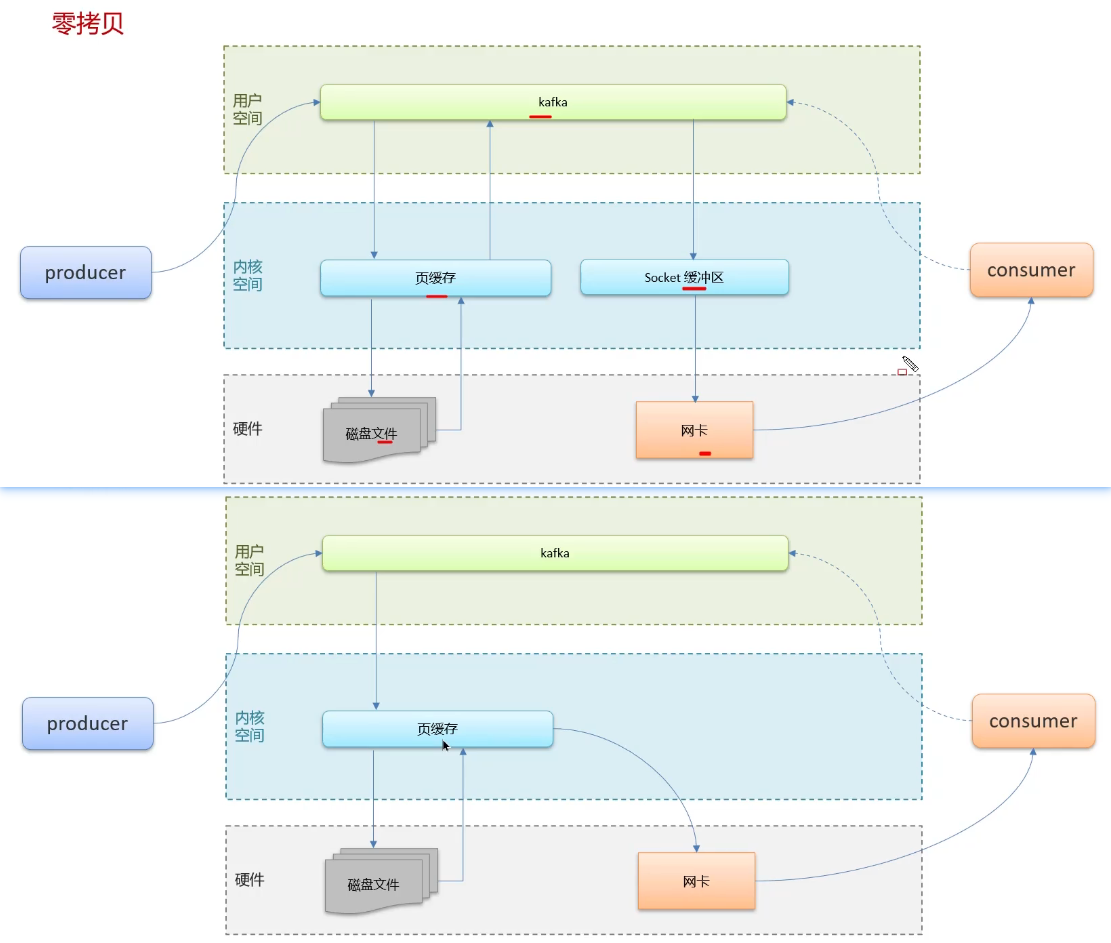 零拷贝
用户
空间
kafka
内核
空间
页缓存
Socket 缓冲区
producer
consumer
硬件
磁盘文件
网卡
用户
空间
kafka
内核
空间
页缓存
producer
consumer
硬件
磁盘文件
网卡